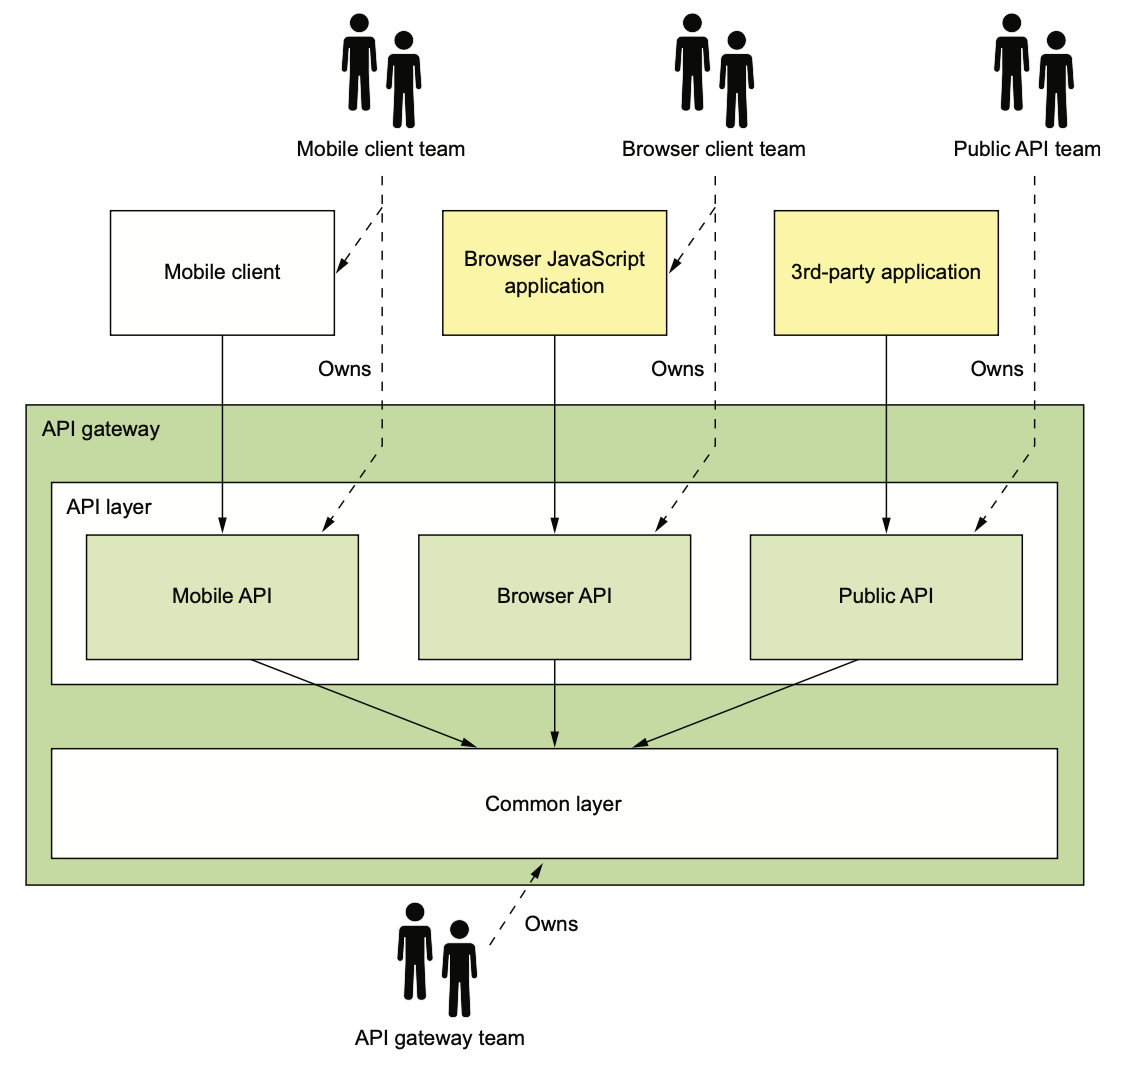 Mobile client team
Browser client team
Public API team
Mobile client
Browser JavaScript
application
3rd-party application
Owns
Owns
Owns
API gateway
API layer
Mobile API
Browser API
Public API
Common layer
Owns
API gateway team